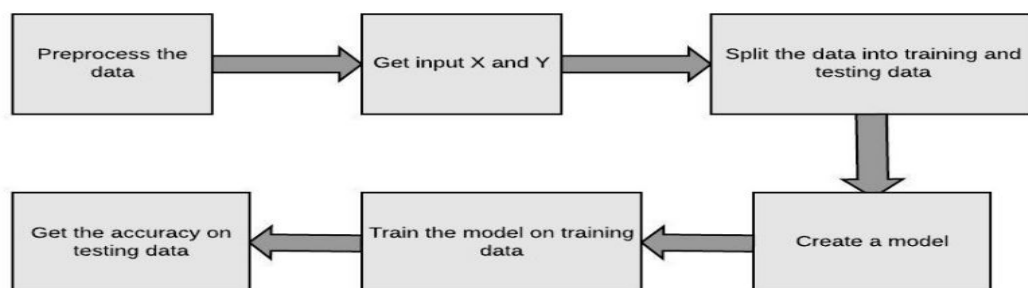 Preprocess the
data
Get input X and Y
Split the data into training and
testing data
Create a model
Train the model on training
data
Get the accuracy on
testing data